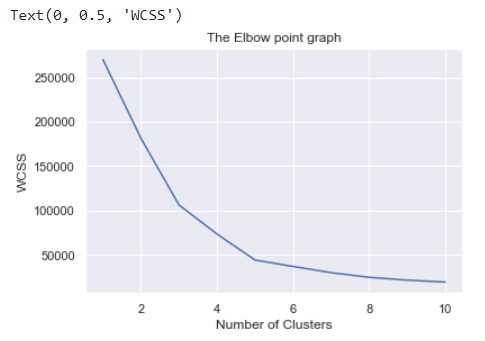 Text(0, 0.5, 'WCSS')
The Elbow point graph
250000
200000
150000
100000
50000
WCSS
2 4 6 8 10
Number of Clusters